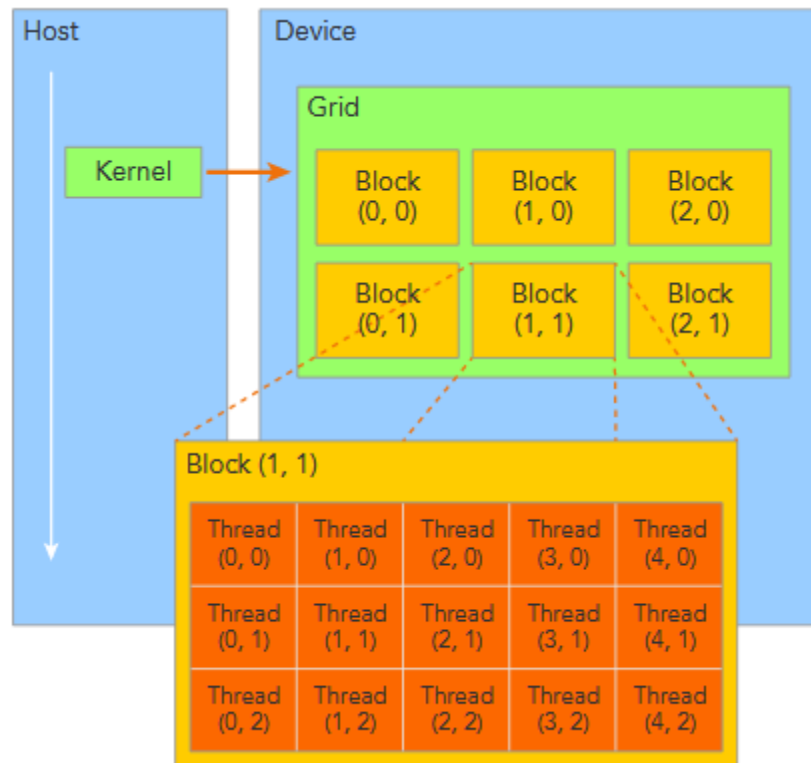 Host
Device
Grid
Kernel
Block
(0, 0)
Block
(1, 0)
Block
(2, 0)
Block
(0, 1)
Block
(1, 1)
Block
(2, 1)
Block (1, 1)
Thread
(0, 0)
Thread
(1, 0)
Thread
(2, 0)
Thread
(3, 0)
Thread
(4, 0)
Thread
(0, 1)
Thread
(1, 1)
Thread
(2, 1)
Thread
(3, 1)
Thread
(4, 1)
Thread
(0, 2)
Thread
(1, 2)
Thread
(2, 2)
Thread
(3, 2)
Thread
(4, 2)